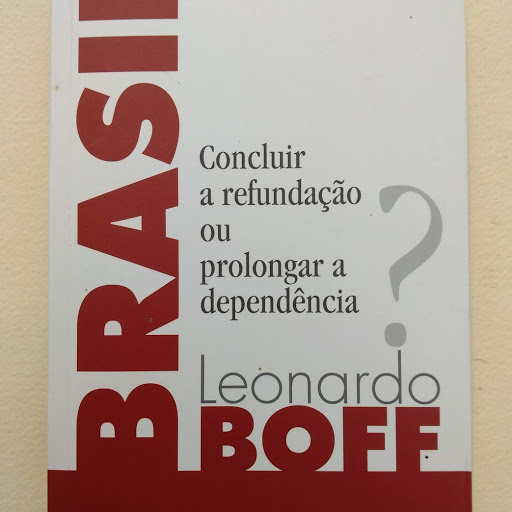 BRASIL
Concluir
a refundação
ou
prolongar a
dependência
?
Leonardo
BOFF